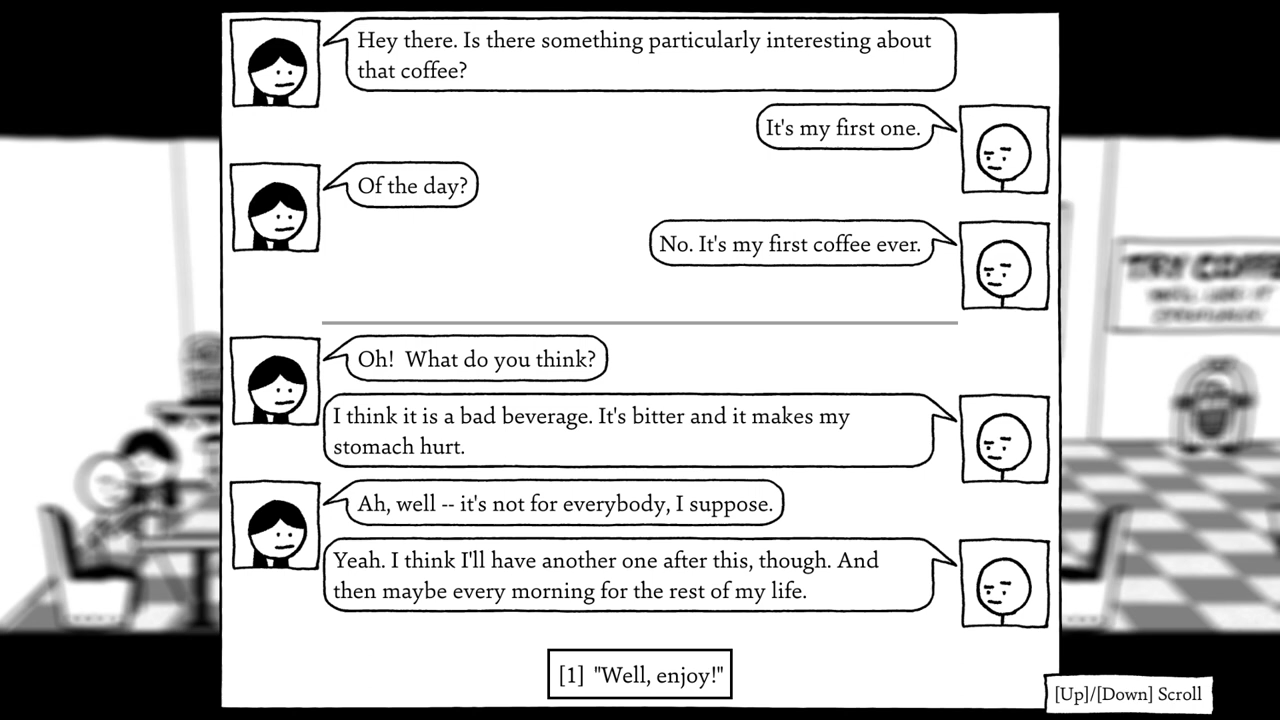 Hey there. Is there something particularly interesting about
that coffee?
It's my first one.
Of the day?
No. It's my first coffee ever.
Oh!  What do you think?
I think it is a bad beverage. It's bitter and it makes my
stomach hurt.
Ah, well -- it's not for everybody, I suppose.
Yeah. I think I'll have another one after this, though. And
then maybe every morning for the rest of my life.
[1] "Well, enjoy!"
[Up]/[Down] Scroll
TRY